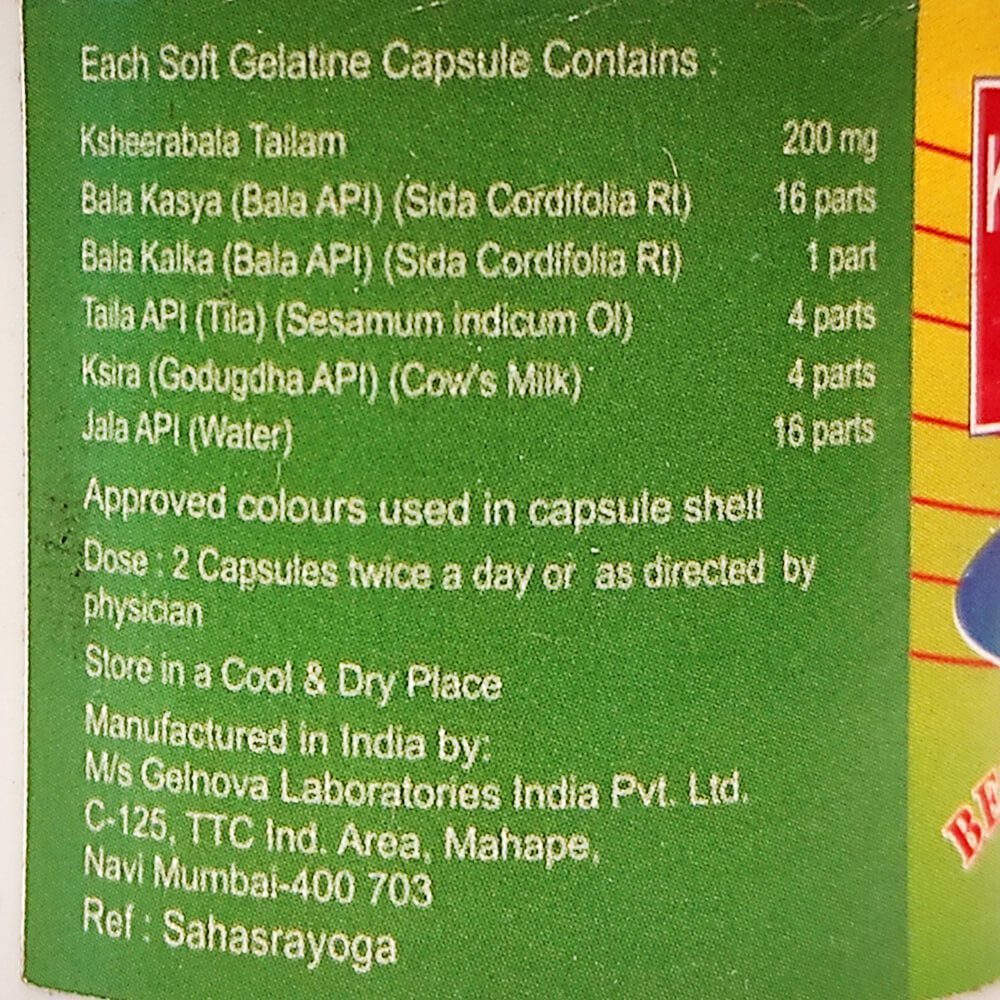 Each Soft Gelatine Capsule Contains :
Ksheerabala Tailam 200 mg
Bala Kasya (Bala API) (Sida Cordifolia Rt) 16 parts
Bala Kalka (Bala API) (Sida Cordifolia Rt) 1 part
Taila API (Tila) (Sesamum indicum Ol) 4 parts
Ksira (Godugdha API) (Cow's Milk) 4 parts
Jala API (Water) 16 parts
Approved colours used in capsule shell
Dose : 2 Capsules twice a day or as directed by
physician
Store in a Cool & Dry Place
Manufactured in India by:
M/s Gelnova Laboratories India Pvt. Ltd.
C-125, TTC Ind. Area, Mahape,
Navi Mumbai-400 703
Ref : Sahasrayoga